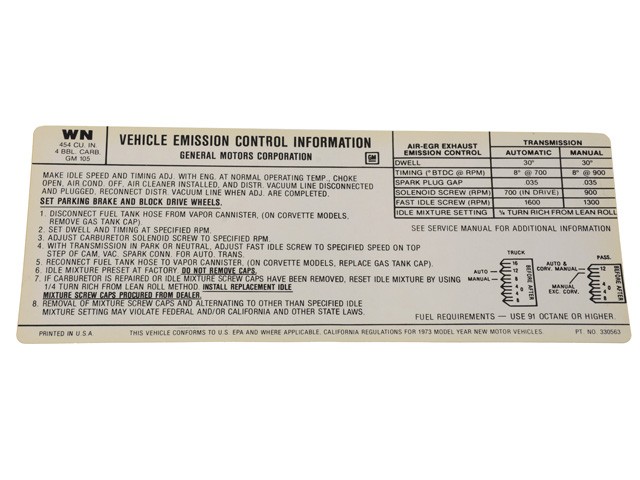 WN
454 CU. IN.
4 BBL. CARB.
GM 105
VEHICLE EMISSION CONTROL INFORMATION
GENERAL MOTORS CORPORATION
GM
MAKE IDLE SPEED AND TIMING ADJ. WITH ENG. AT NORMAL OPERATING TEMP., CHOKE
OPEN, AIR COND. OFF, AIR CLEANER INSTALLED, AND DISTR. VACUUM LINE DISCONNECTED
AND PLUGGED, RECONNECT DISTR. VACUUM LINE WHEN ADJ. ARE COMPLETED.
SET PARKING BRAKE AND BLOCK DRIVE WHEELS.
1. DISCONNECT FUEL TANK HOSE FROM VAPOR CANNISTER, (ON CORVETTE MODELS,
REMOVE GAS TANK CAP).
2. SET DWELL AND TIMING AT SPECIFIED RPM.
3. ADJUST CARBURETOR SOLENOID SCREW TO SPECIFIED RPM.
4. WITH TRANSMISSION IN PARK OR NEUTRAL, ADJUST FAST IDLE SCREW TO SPECIFIED SPEED ON TOP
STEP OF CAM, VAC. SPARK CONN. FOR AUTO. TRANS.
5. RECONNECT FUEL TANK HOSE TO VAPOR CANNISTER, (ON CORVETTE MODELS, REPLACE GAS TANK CAP).
6. IDLE MIXTURE PRESET AT FACTORY. DO NOT REMOVE CAPS.
7. IF CARBURETOR IDLE MIXTURE SCREW CAPS HAVE BEEN REMOVED, RESET IDLE MIXTURE BY USING
1/4 TURN RICH FROM LEAN ROLL METHOD. INSTALL REPLACEMENT IDLE
MIXTURE SCREW CAPS PROCURED FROM DEALER.
8. REMOVAL OF MIXTURE SCREW CAPS AND ALTERNATING TO OTHER THAN SPECIFIED IDLE
MIXTURE SETTING MAY VIOLATE FEDERAL AND/OR CALIFORNIA AND OTHER STATE LAWS.
AIR-EGR EXHAUST
EMISSION CONTROL
TRANSMISSION
AUTOMATIC MANUAL
DWELL 30° 30°
TIMING (°BTDC @ RPM) 8° @ 700 8° @ 900
SPARK PLUG GAP .035 .035
SOLENOID SCREW (RPM) 700 (IN DRIVE) 900
FAST IDLE SCREW (RPM) 1600 1300
IDLE MIXTURE SETTING ¼ TURN RICH FROM LEAN ROLL
SEE SERVICE MANUAL FOR ADDITIONAL INFORMATION
TRUCK
AUTO
MANUAL
BEFORE AFTER
PASS.
AUTO &
CORV. MANUAL
MANUAL
EXC. CORV.
BEFORE AFTER
FUEL REQUIREMENTS — USE 91 OCTANE OR HIGHER.
PRINTED IN U.S.A. THIS VEHICLE CONFORMS TO U.S. EPA AND WHERE APPLICABLE, CALIFORNIA REGULATIONS FOR 1973 MODEL YEAR NEW MOTOR VEHICLES. PT. NO. 330563